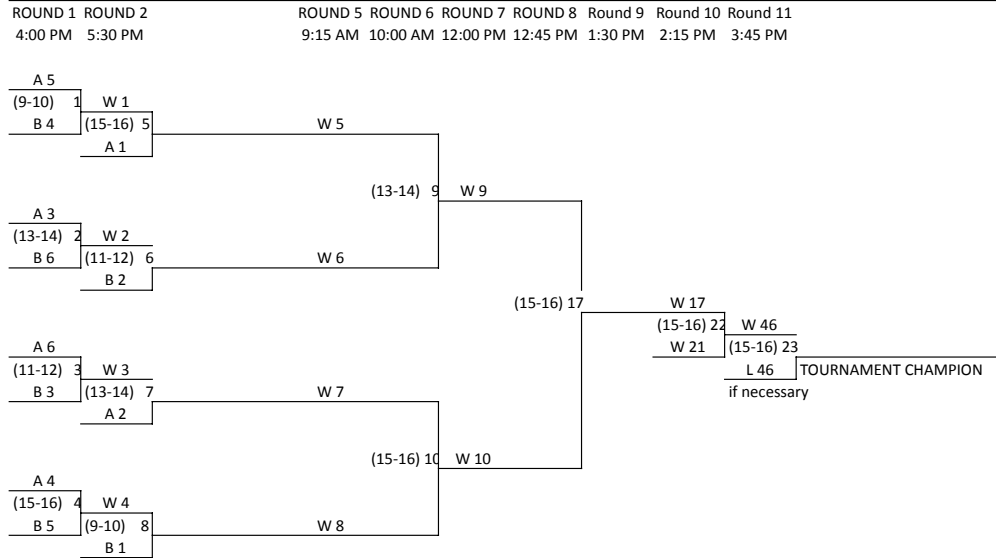 ROUND 1 ROUND 2 ROUND 5 ROUND 6 ROUND 7 ROUND 8 Round 9 Round 10 Round 11
4:00 PM 5:30 PM 9:15 AM 10:00 AM 12:00 PM 12:45 PM 1:30 PM 2:15 PM 3:45 PM
A 5
(9-10) 1 W 1
B 4 (15-16) 5 W 5
A 1
(13-14) 9 W 9
A 3
(13-14) 2 W 2
B 6 (11-12) 6 W 6
B 2
(15-16) 17 W 17
(15-16) 22 W 46
A 6 W 21 (15-16) 23
(11-12) 3 W 3 L 46 TOURNAMENT CHAMPION
B 3 (13-14) 7 W 7 if necessary
A 2
(15-16) 10 W 10
A 4
(15-16) 4 W 4
B 5 (9-10) 8 W 8
B 1